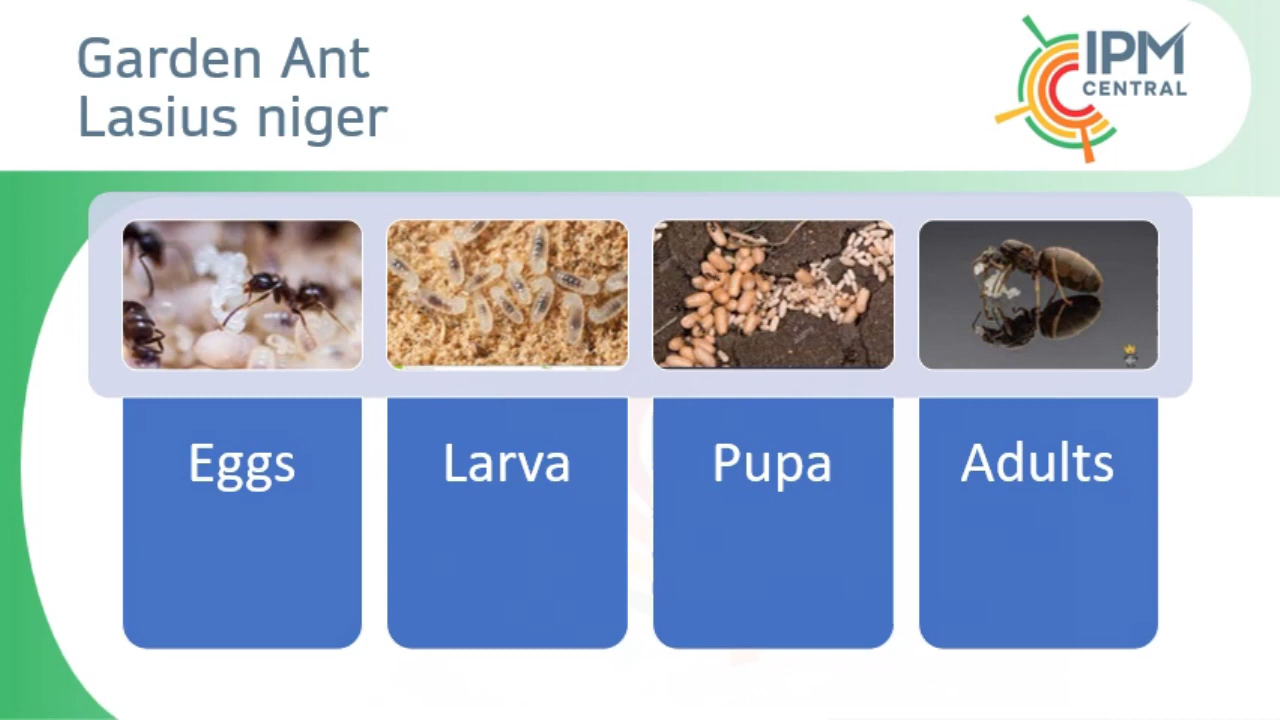 Garden Ant
Lasius niger
IPM
CENTRAL
Eggs
Larva
Pupa
Adults